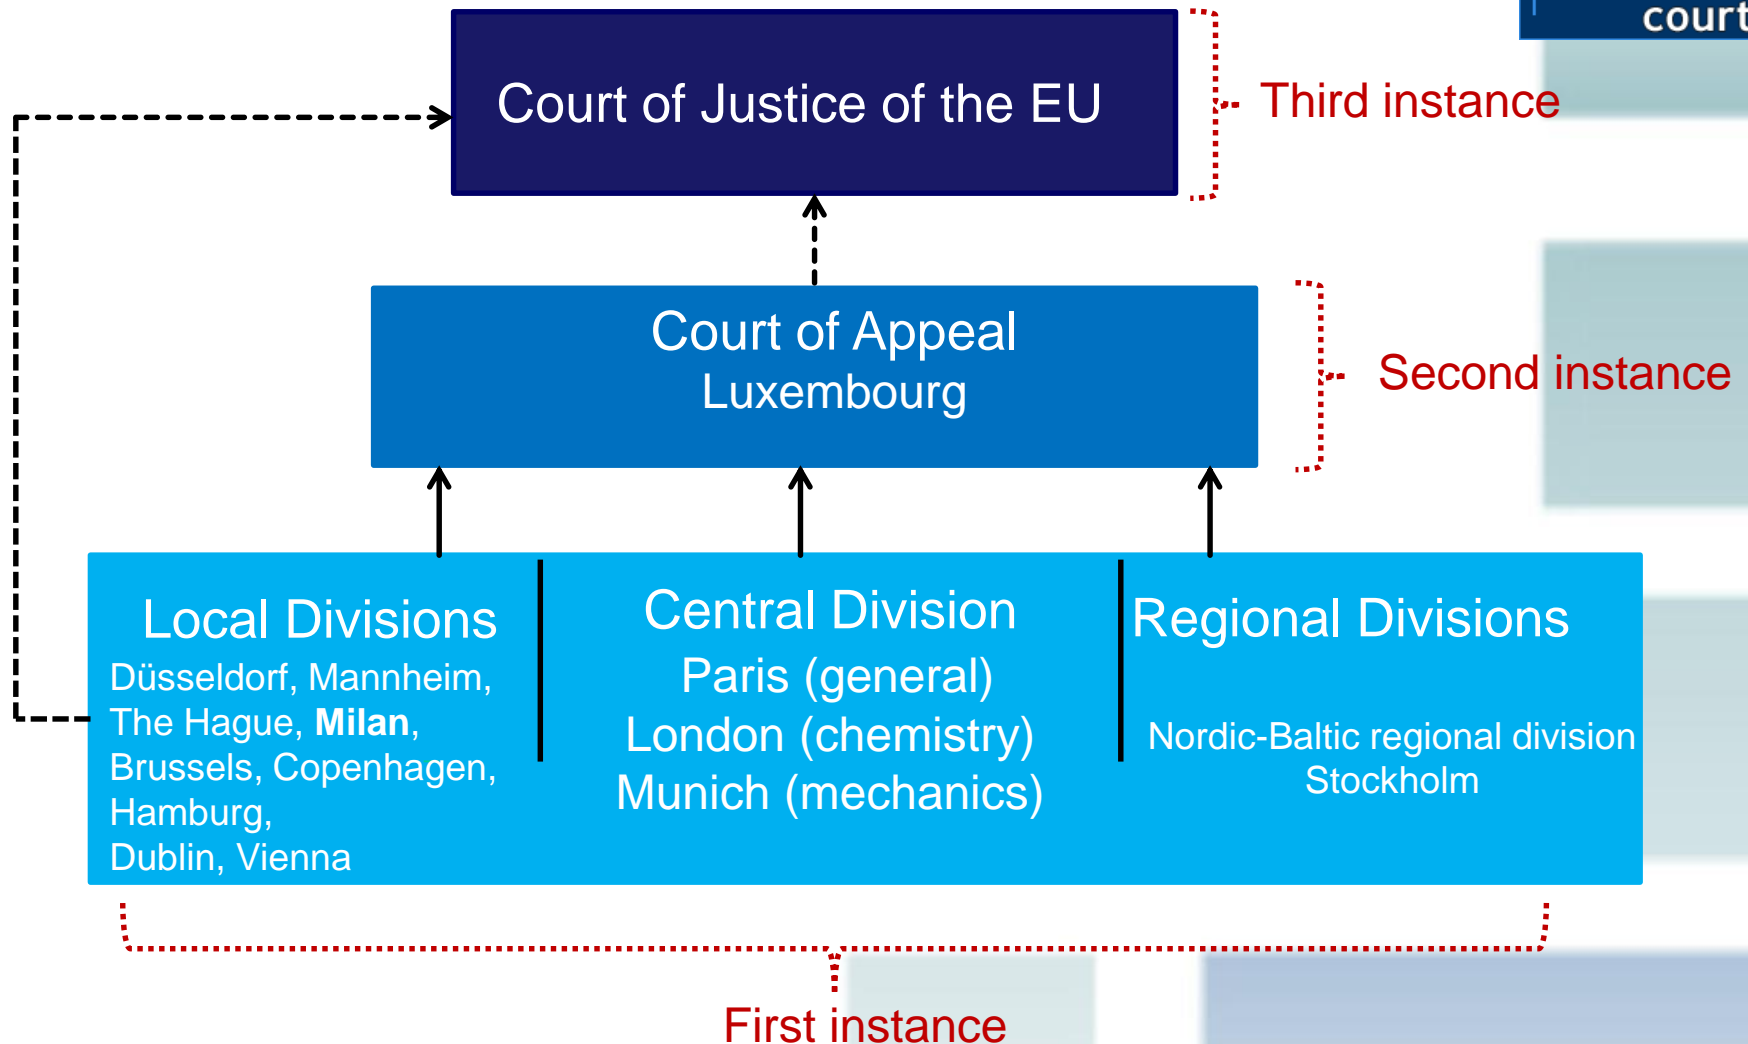 court
Court of Justice of the EU
Third instance
Court of Appeal
Luxembourg
Second instance
Local Divisions
Düsseldorf, Mannheim,
The Hague, Milan,
Brussels, Copenhagen,
Hamburg,
Dublin, Vienna
Central Division
Paris (general)
London (chemistry)
Munich (mechanics)
Regional Divisions
Nordic-Baltic regional division
Stockholm
First instance